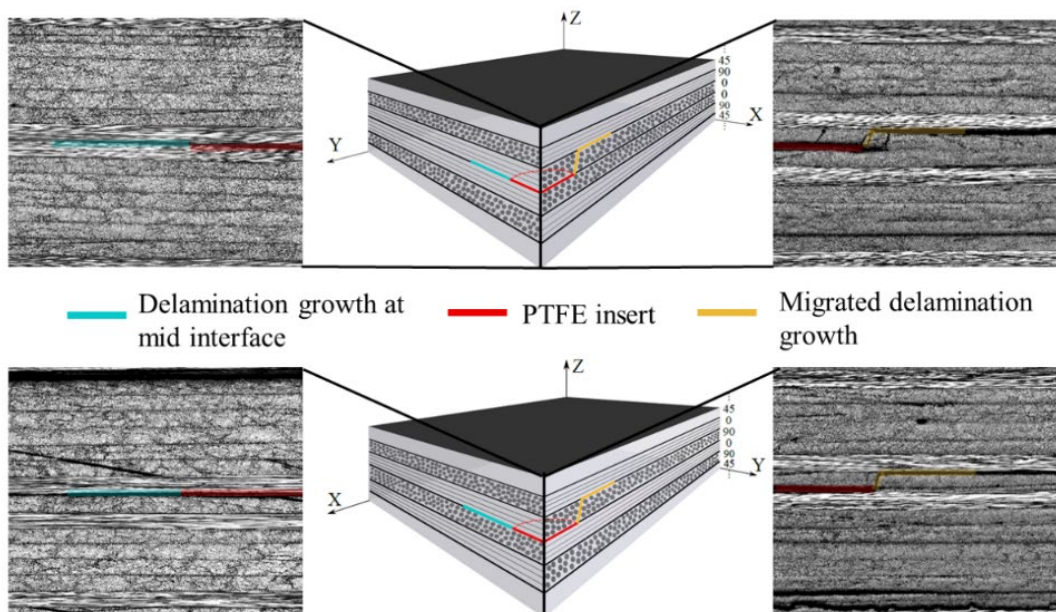 Z
45
90
0
0
90
45
X
Y
Delamination growth at
mid interface
PTFE insert
Migrated delamination
growth
Z
45
0
90
0
90
45
Y
X